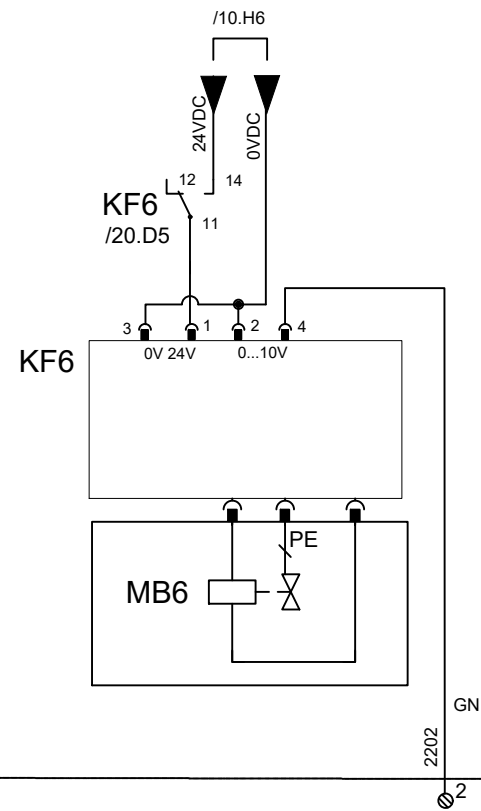 /10.H6
24VDC
0VDC
12 14
KF6
/20.D5
11
3 1 2 4
0V 24V 0...10V
KF6
PE
MB6
GN
2202
2